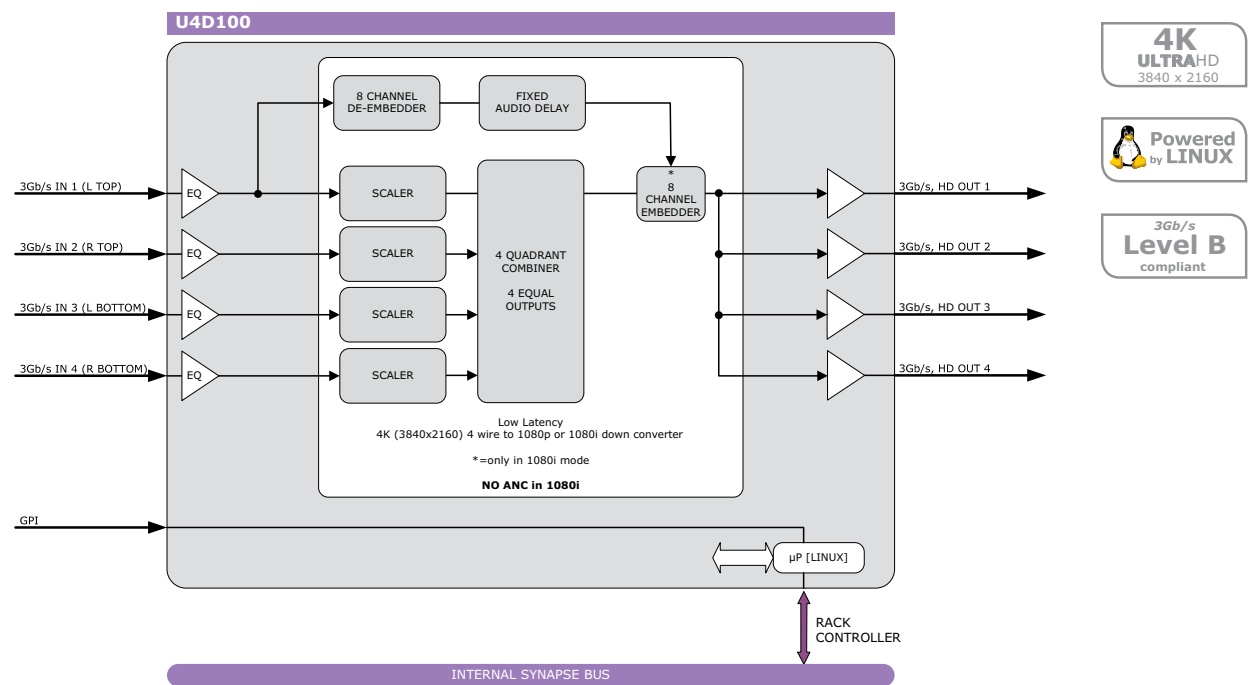 U4D100
4K
ULTRAHD
3840 x 2160
Powered
by LINUX
3Gb/s
Level B
compliant
8 CHANNEL
DE-EMBEDDER
FIXED
AUDIO DELAY
3Gb/s IN 1 (L TOP)
EQ
SCALER
*
8
CHANNEL
EMBEDDER
3Gb/s, HD OUT 1
3Gb/s IN 2 (R TOP)
EQ
SCALER
4 QUADRANT
COMBINER
4 EQUAL
OUTPUTS
3Gb/s, HD OUT 2
3Gb/s IN 3 (L BOTTOM)
EQ
SCALER
3Gb/s, HD OUT 3
3Gb/s IN 4 (R BOTTOM)
EQ
SCALER
3Gb/s, HD OUT 4
Low Latency
4K (3840x2160) 4 wire to 1080p or 1080i down converter
*=only in 1080i mode
NO ANC in 1080i
GPI
µP [LINUX]
RACK
CONTROLLER
INTERNAL SYNAPSE BUS